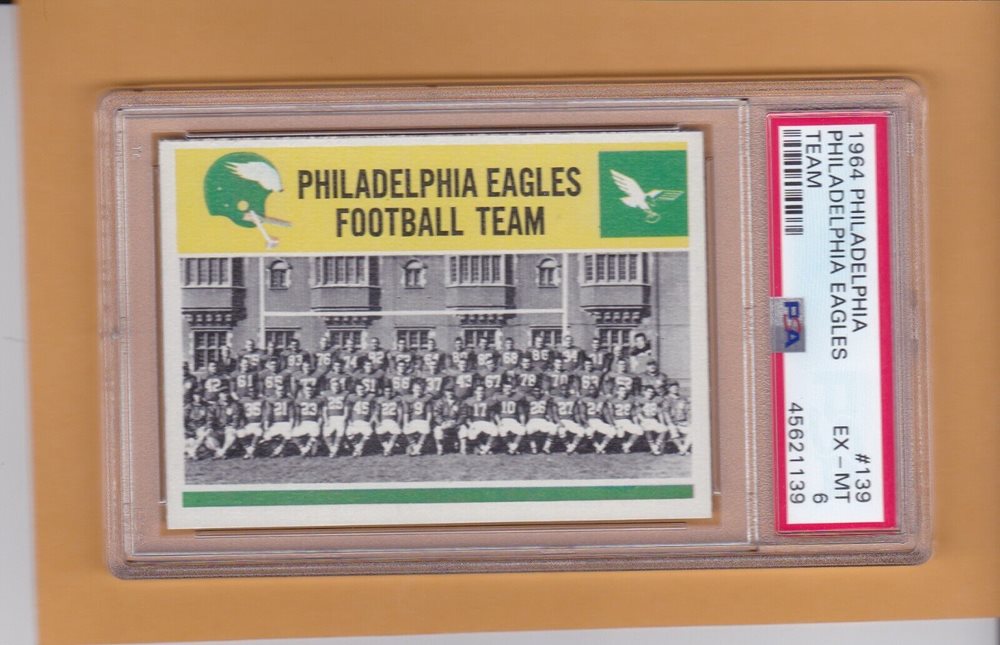 PHILADELPHIA EAGLES
FOOTBALL TEAM
1964 PHILADELPHIA #139
PHILADELPHIA EAGLES EX - MT
TEAM 6
PSA 45621139